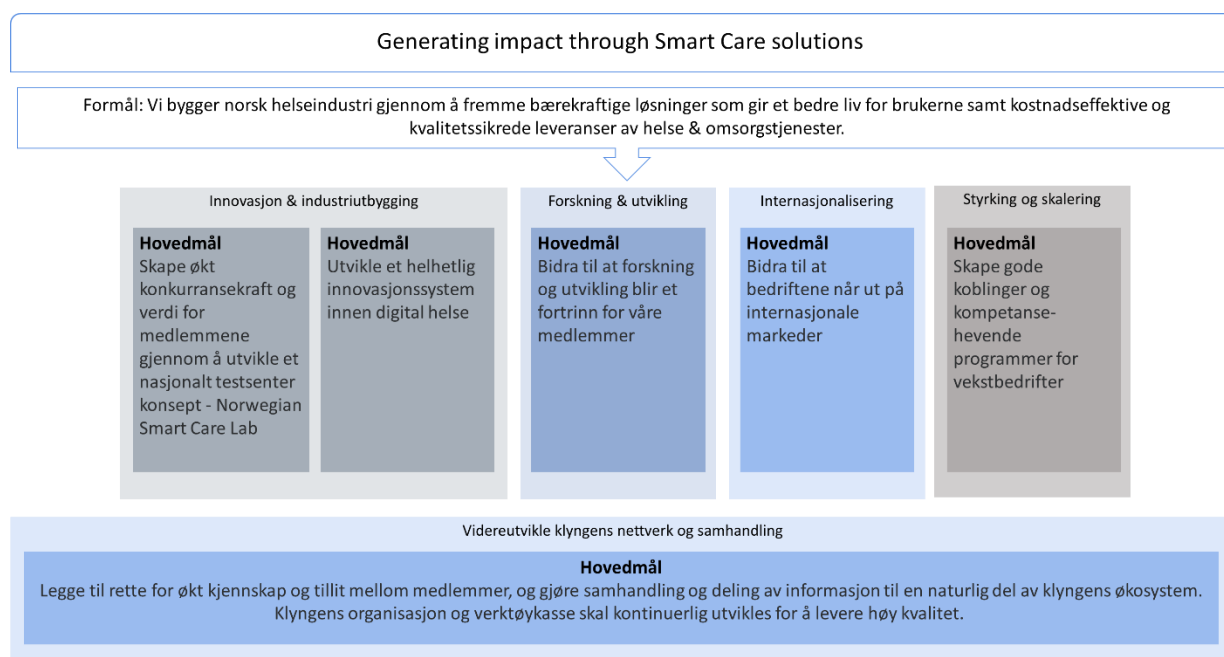 Generating impact through Smart Care solutions
Formål: Vi bygger norsk helseindustri gjennom å fremme bærekraftige løsninger som gir et bedre liv for brukerne samt kostnadseffektive og
kvalitetssikrede leveranser av helse & omsorgstjenester.
Innovasjon & industriutbygging
Hovedmål
Skape økt
konkurransekraft og
verdi for
medlemmene
gjennom å utvikle et
nasjonalt testsenter
konsept - Norwegian
Smart Care Lab
Hovedmål
Utvikle et helhetlig
innovasjonssystem
innen digital helse
Forskning & utvikling
Hovedmål
Bidra til at forskning
og utvikling blir et
fortrinn for våre
medlemmer
Internasjonalisering
Hovedmål
Bidra til at
bedriftene når ut på
internasjonale
markeder
Styrking og skalering
Hovedmål
Skape gode
koblinger og
kompetanse-
hevende
programmer for
vekstbedrifter
Videreutvikle klyngens nettverk og samhandling
Hovedmål
Legge til rette for økt kjennskap og tillit mellom medlemmer, og gjøre samhandling og deling av informasjon til en naturlig del av klyngens økosystem.
Klyngens organisasjon og verktøykasse skal kontinuerlig utvikles for å levere høy kvalitet.